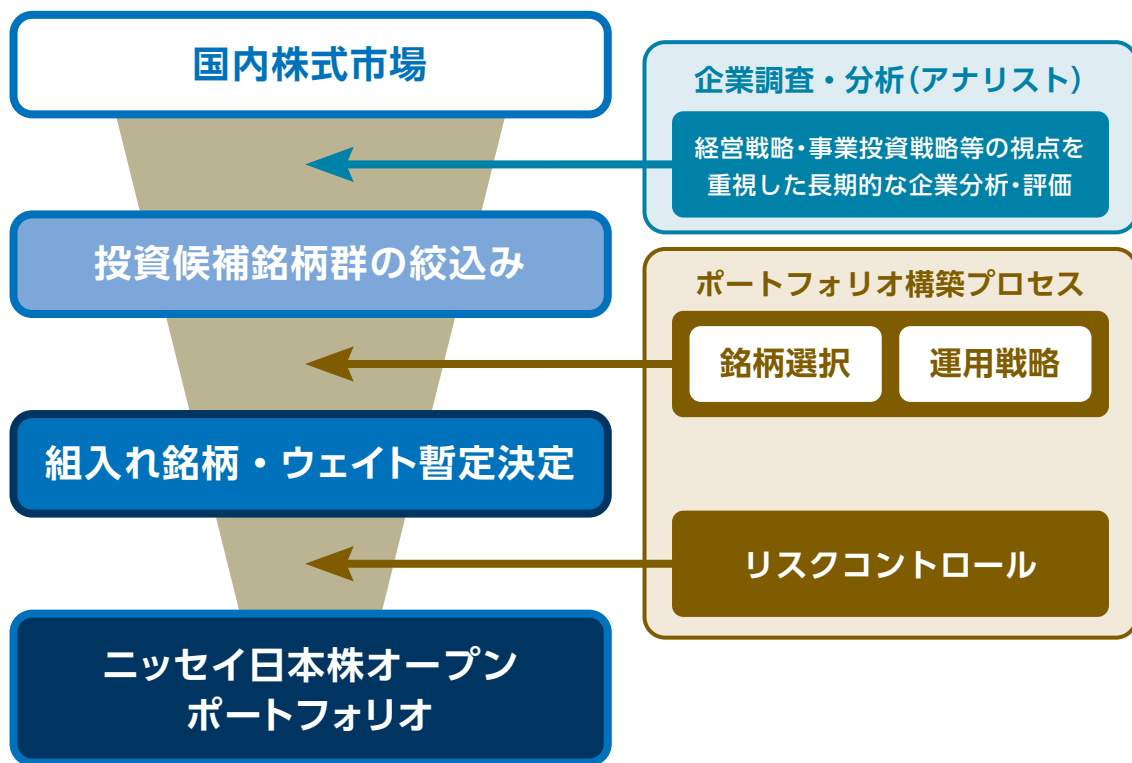 国内株式市場
企業調査・分析(アナリスト)
経営戦略・事業投資戦略等の視点を
重視した長期的な企業分析・評価
投資候補銘柄群の絞込み
ポートフォリオ構築プロセス
銘柄選択
運用戦略
組入れ銘柄・ウェイト暫定決定
リスクコントロール
ニッセイ日本株オープン
ポートフォリオ